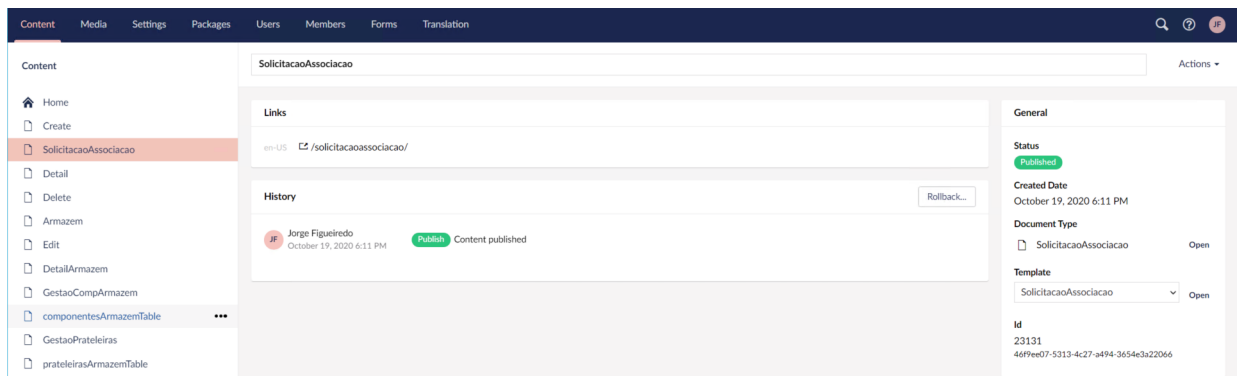 Content Media Settings Packages Users Members Forms Translation JF
Content
Home
Create
SolicitacaoAssociacao
Detail
Delete
Armazem
Edit
DetailArmazem
GestaoCompArmazem
componentesArmazemTable •••
GestaoPrateleiras
prateleirasArmazemTable
SolicitacaoAssociacao Actions
Links
en-US /solicitacaoassociacao/
History Rollback...
JF Jorge Figueiredo
October 19, 2020 6:11 PM Publish Content published
General
Status
Published
Created Date
October 19, 2020 6:11 PM
Document Type
SolicitacaoAssociacao Open
Template
SolicitacaoAssociacao Open
Id
23131
46f9ee07-5313-4c27-a494-3654e3a22066